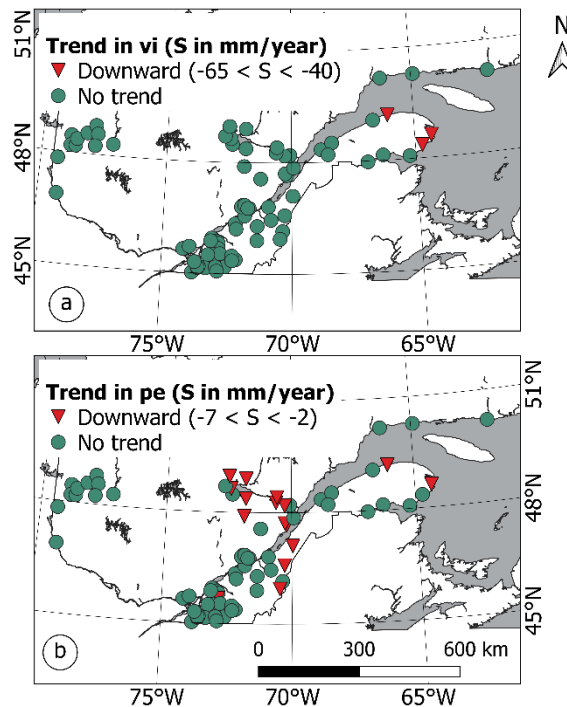 N
51°N
Trend in vi (S in mm/year)
Downward (-65 < S < -40)
No trend
48°N
48°N
45°N
45°N
a
75°W
70°W
65°W
51°N
Trend in pe (S in mm/year)
Downward (-7 < S < -2)
No trend
48°N
45°N
0 300 600 km
b
75°W
70°W
65°W